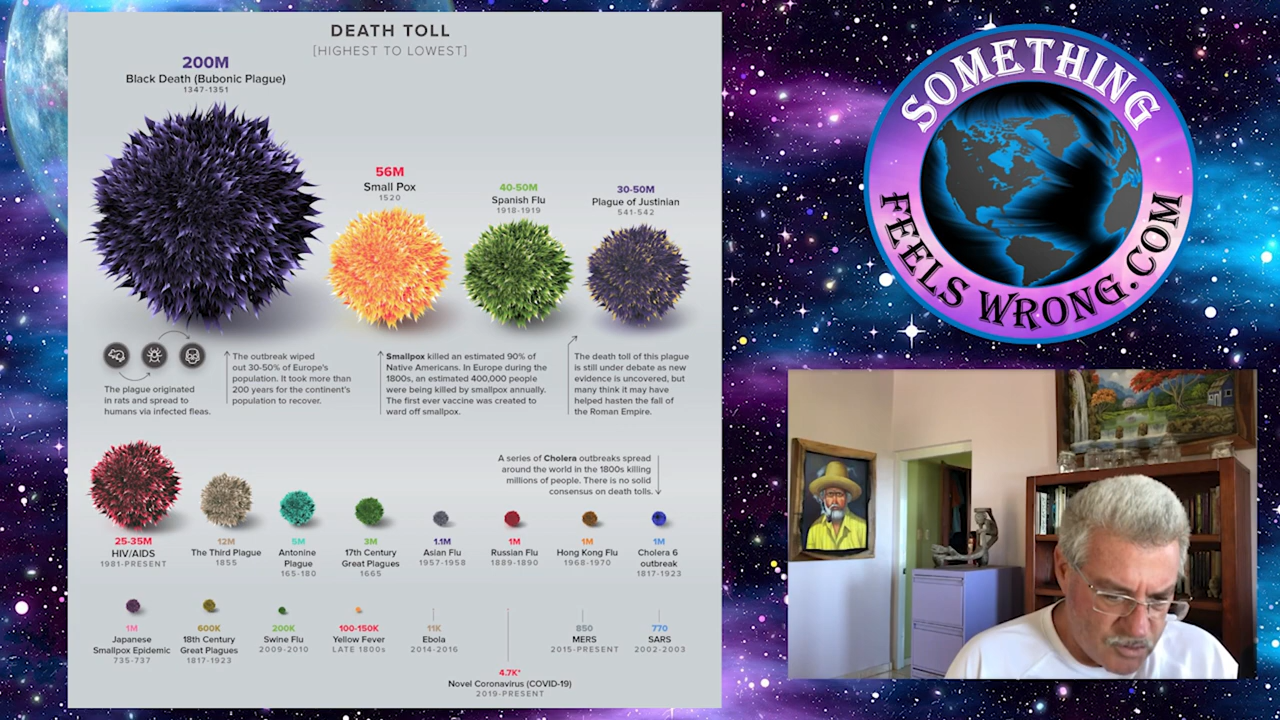 DEATH TOLL
[HIGHEST TO LOWEST]
200M
Black Death (Bubonic Plague)
1347-1351
56M
Small Pox
1520
40-50M
Spanish Flu
1918-1919
30-50M
Plague of Justinian
541-542
The plague originated
in rats and spread to
humans via infected fleas.
The outbreak wiped
out 30-50% of Europe's
population. It took more than
200 years for the continent's
population to recover.
Smallpox killed an estimated 90% of
Native Americans. In Europe during the
1800s, an estimated 400,000 people
were being killed by smallpox annually.
The first ever vaccine was created to
ward off smallpox.
The death toll of this plague
is still under debate as new
evidence is uncovered, but
many think it may have
helped hasten the fall of
the Roman Empire.
A series of Cholera outbreaks spread
around the world in the 1800s killing
millions of people. There is no solid
consensus on death tolls.
25-35M
HIV/AIDS
1981-PRESENT
12M
The Third Plague
1855
5M
Antonine
Plague
165-180
3M
17th Century
Great Plagues
1665
1.1M
Asian Flu
1957-1958
1M
Russian Flu
1889-1890
1M
Hong Kong Flu
1968-1970
1M
Cholera 6
outbreak
1817-1923
1M
Japanese
Smallpox Epidemic
735-737
600K
18th Century
Great Plagues
1817-1923
200K
Swine Flu
2009-2010
100-150K
Yellow Fever
LATE 1800s
11K
Ebola
2014-2016
850
MERS
2015-PRESENT
770
SARS
2002-2003
4.7K*
Novel Coronavirus (COVID-19)
2019-PRESENT
SOMETHING
FEELS WRONG.COM